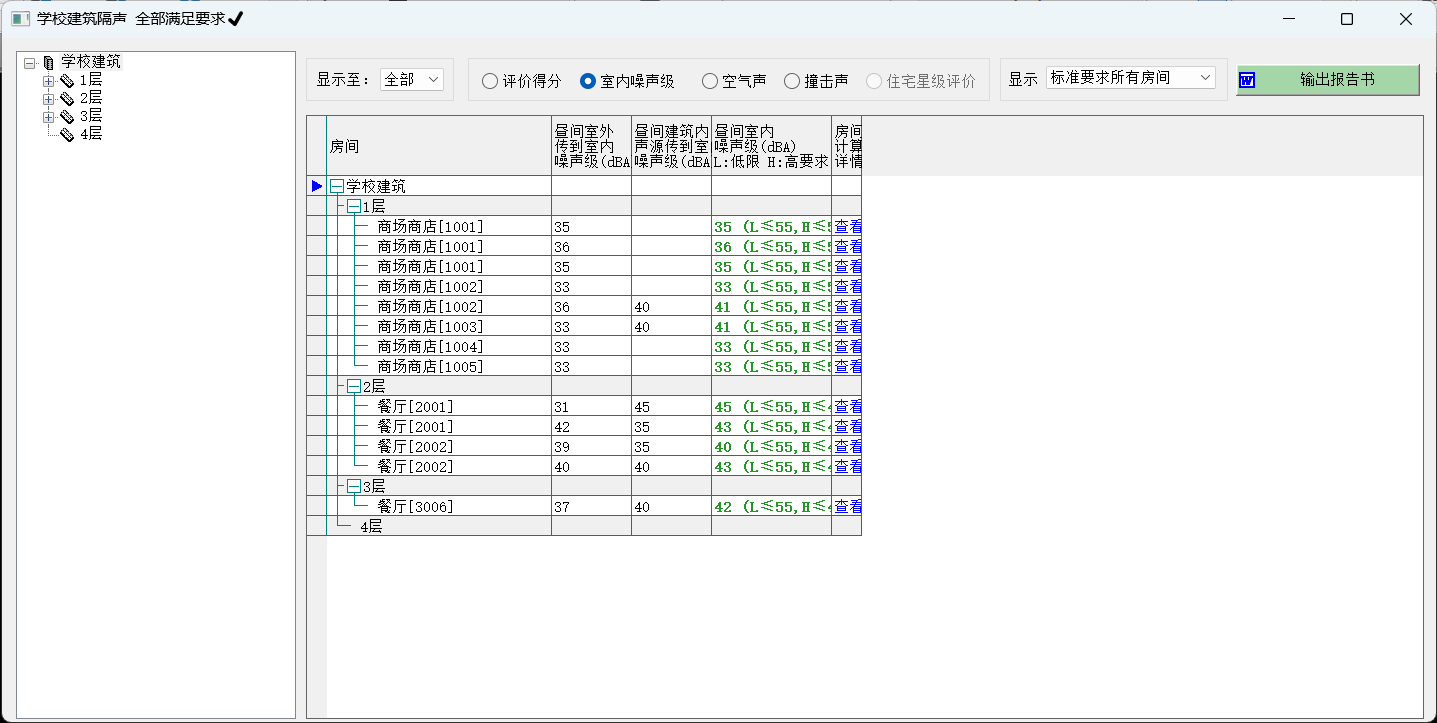 学校建筑隔声 全部满足要求✔
学校建筑
1层
2层
3层
4层
显示至： 全部
评价得分 室内噪声级 空气声 撞击声 住宅星级评价
显示 标准要求所有房间
输出报告书
房间
昼间室外
传到室内
噪声级(dBA
昼间建筑内
声源传到室
噪声级(dBA
昼间室内
噪声级(dBA)
L:低限 H:高要求
房间
计算
详情
学校建筑
1层
商场商店[1001] 35 35 (L≤55,H≤ 查看
商场商店[1001] 36 36 (L≤55,H≤ 查看
商场商店[1001] 35 35 (L≤55,H≤ 查看
商场商店[1002] 33 33 (L≤55,H≤ 查看
商场商店[1002] 36 40 41 (L≤55,H≤ 查看
商场商店[1003] 33 40 41 (L≤55,H≤ 查看
商场商店[1004] 33 33 (L≤55,H≤ 查看
商场商店[1005] 33 33 (L≤55,H≤ 查看
2层
餐厅[2001] 31 45 45 (L≤55,H≤ 查看
餐厅[2001] 42 35 43 (L≤55,H≤ 查看
餐厅[2002] 39 35 40 (L≤55,H≤ 查看
餐厅[2002] 40 40 43 (L≤55,H≤ 查看
3层
餐厅[3006] 37 40 42 (L≤55,H≤ 查看
4层